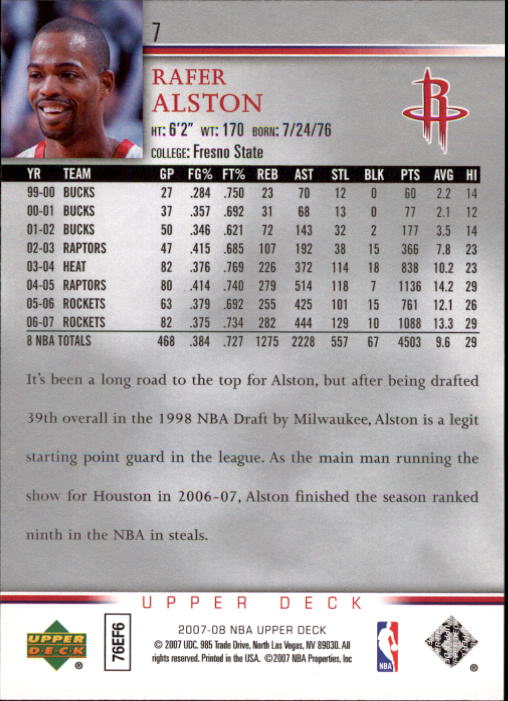 7
RAFER
ALSTON
HT: 6'2" WT: 170 BORN: 7/24/76
COLLEGE: Fresno State
YR TEAM GP FG% FT% REB AST STL BLK PTS AVG HI
99-00 BUCKS 27 .284 .750 23 70 12 0 60 2.2 14
00-01 BUCKS 37 .357 .692 31 68 13 0 77 2.1 12
01-02 BUCKS 50 .346 .621 72 143 32 2 177 3.5 14
02-03 RAPTORS 47 .415 .685 107 192 38 15 366 7.8 23
03-04 HEAT 82 .376 .769 226 372 114 18 838 10.2 23
04-05 RAPTORS 80 .414 .740 279 514 118 7 1136 14.2 29
05-06 ROCKETS 63 .379 .692 255 425 101 15 761 12.1 26
06-07 ROCKETS 82 .375 .734 282 444 129 10 1088 13.3 29
8 NBA TOTALS 468 .384 .727 1275 2228 557 67 4503 9.6 29
It's been a long road to the top for Alston, but after being drafted
39th overall in the 1998 NBA Draft by Milwaukee, Alston is a legit
starting point guard in the league. As the main man running the
show for Houston in 2006-07, Alston finished the season ranked
ninth in the NBA in steals.
UPPER DECK
UPPER
DECK
®
76EF6
2007-08 NBA UPPER DECK
© 2007 UDC, 985 Trade Drive, North Las Vegas, NV 89030. All
rights reserved. Printed in the USA. ©2007 NBA Properties, Inc
NBA
®